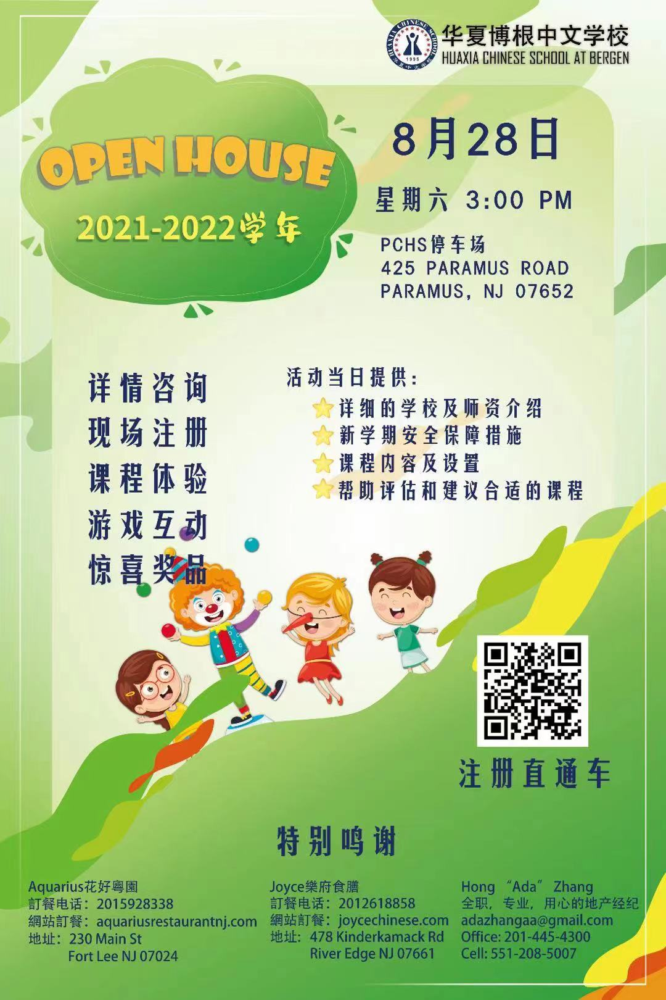 华夏博根中文学校
HUAXIA CHINESE SCHOOL AT BERGEN
HUAXIA CHINESE SCHOOL
1995
华夏中文学校
OPEN HOUSE
2021-2022学年
8月28日
星期六 3:00 PM
PCHS停车场
425 PARAMUS ROAD
PARAMUS, NJ 07652
详情咨询
现场注册
课程体验
游戏互动
惊喜奖品
活动当日提供:
详细的学校及师资介绍
新学期安全保障措施
课程内容及设置
帮助评估和建议合适的课程
注册直通车
特别鸣谢
Aquarius花好粵園
訂餐电话：2015928338
網站訂餐：aquariusrestaurantnj.com
地址：230 Main St
Fort Lee NJ 07024
Joyce樂府食膳
訂餐电话：2012618858
網站訂餐：joycechinese.com
地址：478 Kinderkamack Rd
River Edge NJ 07661
Hong “Ada” Zhang
全职，专业，用心的地产经纪
adazhangaa@gmail.com
Office: 201-445-4300
Cell: 551-208-5007